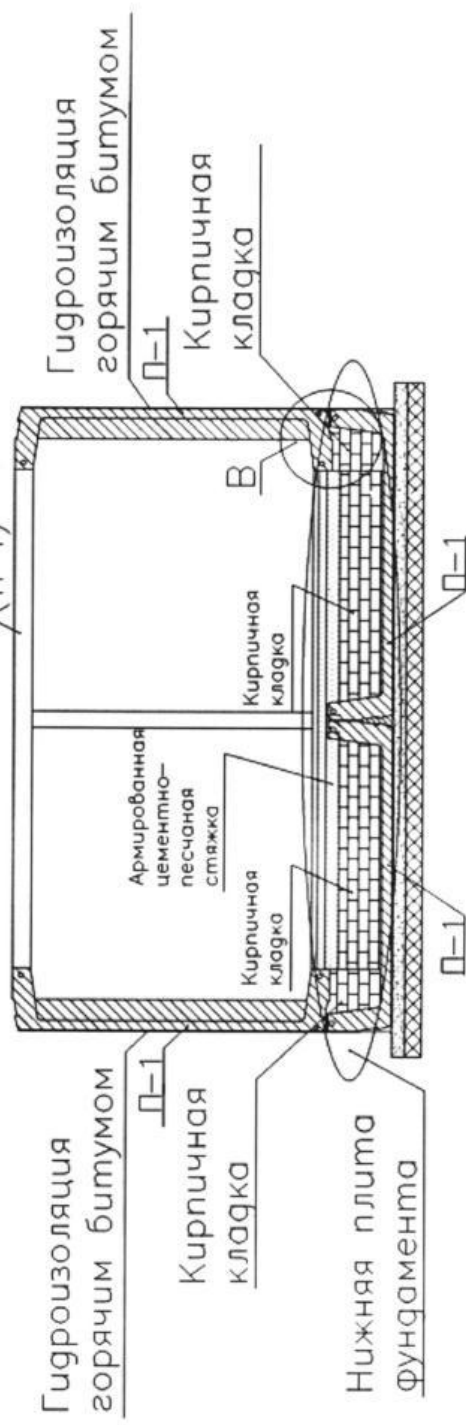 Гидроизоляция
горячим битумом
П-1
Кирпичная
кладка
Нижняя плита
фундамента
Армированная
цементно-
песчаная
стяжка
Кирпичная
кладка
Кирпичная
кладка
П-1
П-1
Гидроизоляция
горячим битумом
П-1
Кирпичная
кладка
В